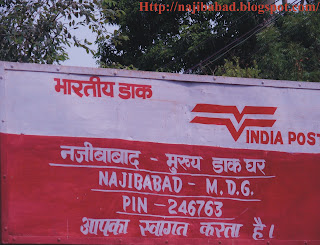 Http://najibabad.blogspot.com/
भारतीय डाक
INDIA POST
नजीबाबाद - मुख्य डाक घर
NAJIBABAD - M.D.G.
PIN - 246763
आपका स्वागत करता है।